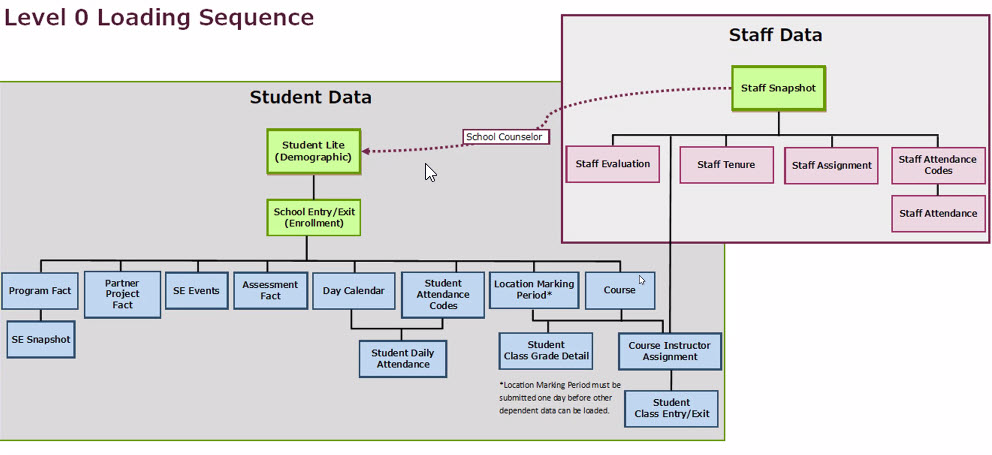 Level 0 Loading Sequence
Staff Data
Staff Snapshot
School Counselor
Staff Evaluation
Staff Tenure
Staff Assignment
Staff Attendance
Codes
Staff Attendance
Student Data
Student Lite
(Demographic)
School Entry/Exit
(Enrollment)
Program Fact
Partner
Project
Fact
SE Events
Assessment
Fact
Day Calendar
Student
Attendance
Codes
Location Marking
Period*
Course
SE Snapshot
Student Daily
Attendance
Student
Class Grade Detail
Course Instructor
Assignment
*Location Marking Period must be
submitted one day before other
dependent data can be loaded.
Student
Class Entry/Exit